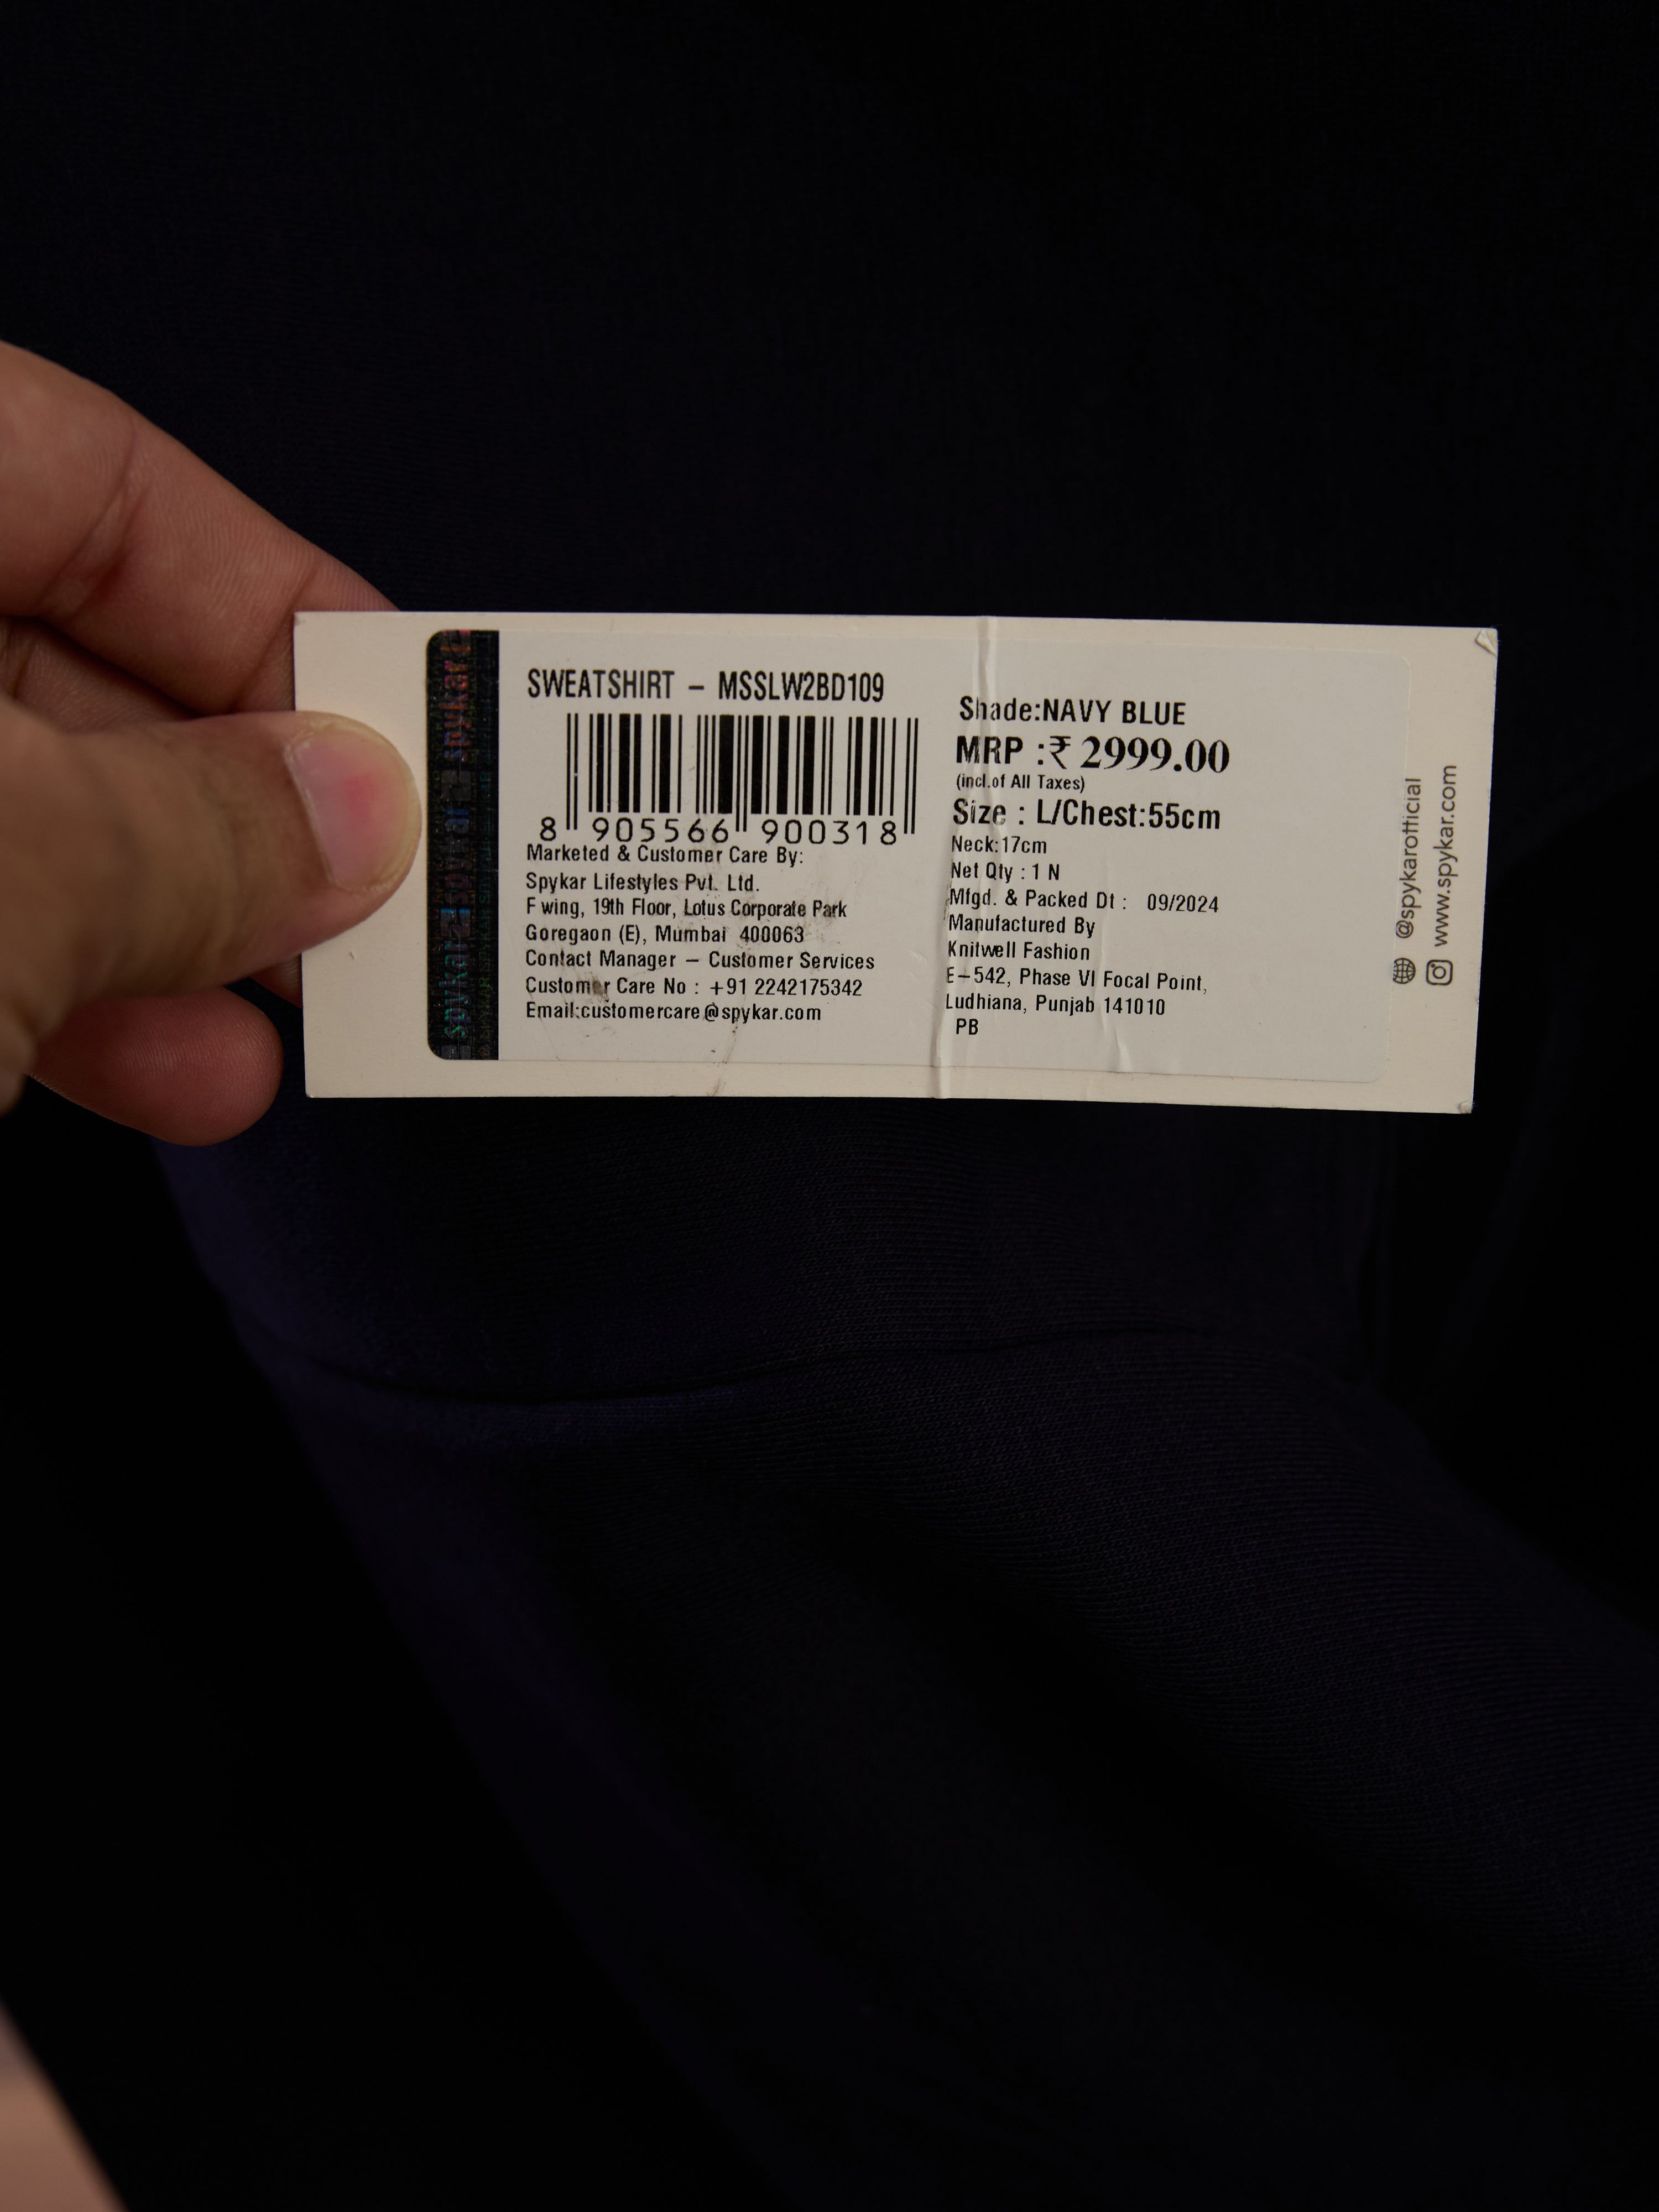 SWEATSHIRT – MSSLW2BD109
8 905566 900318
Marketed & Customer Care By:
Spykar Lifestyles Pvt. Ltd.
F wing, 19th Floor, Lotus Corporate Park
Goregaon (E), Mumbai 400063
Contact Manager – Customer Services
Customer Care No : +91 2242175342
Email:customercare@spykar.com
Shade:NAVY BLUE
MRP :₹ 2999.00
(incl.of All Taxes)
Size : L/Chest:55cm
Neck:17cm
Net Qty : 1 N
Mfgd. & Packed Dt : 09/2024
Manufactured By
Knitwell Fashion
E–542, Phase VI Focal Point,
Ludhiana, Punjab 141010
PB
@spykarofficial
www.spykar.com
spykar spykar spykar